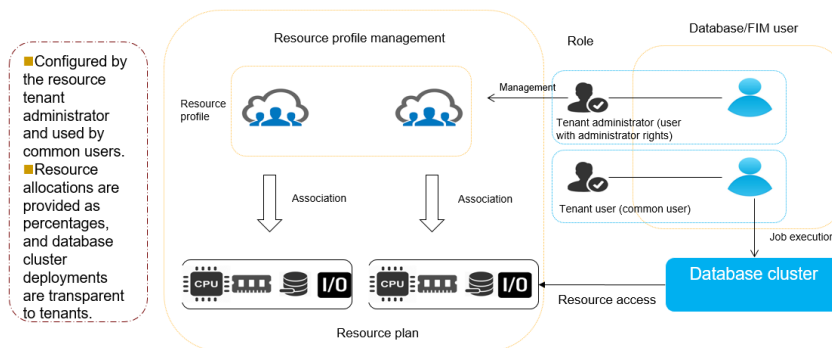 ■Configured by
the resource
tenant
administrator
and used by
common users.
■Resource
allocations are
provided as
percentages,
and database
cluster
deployments
are transparent
to tenants.
Resource profile management
Resource
profile
Association
Association
CPU
I/O
CPU
I/O
Resource plan
Role
Database/FIM user
Management
Tenant administrator (user
with administrator rights)
Tenant user (common user)
Job execution
Database cluster
Resource access